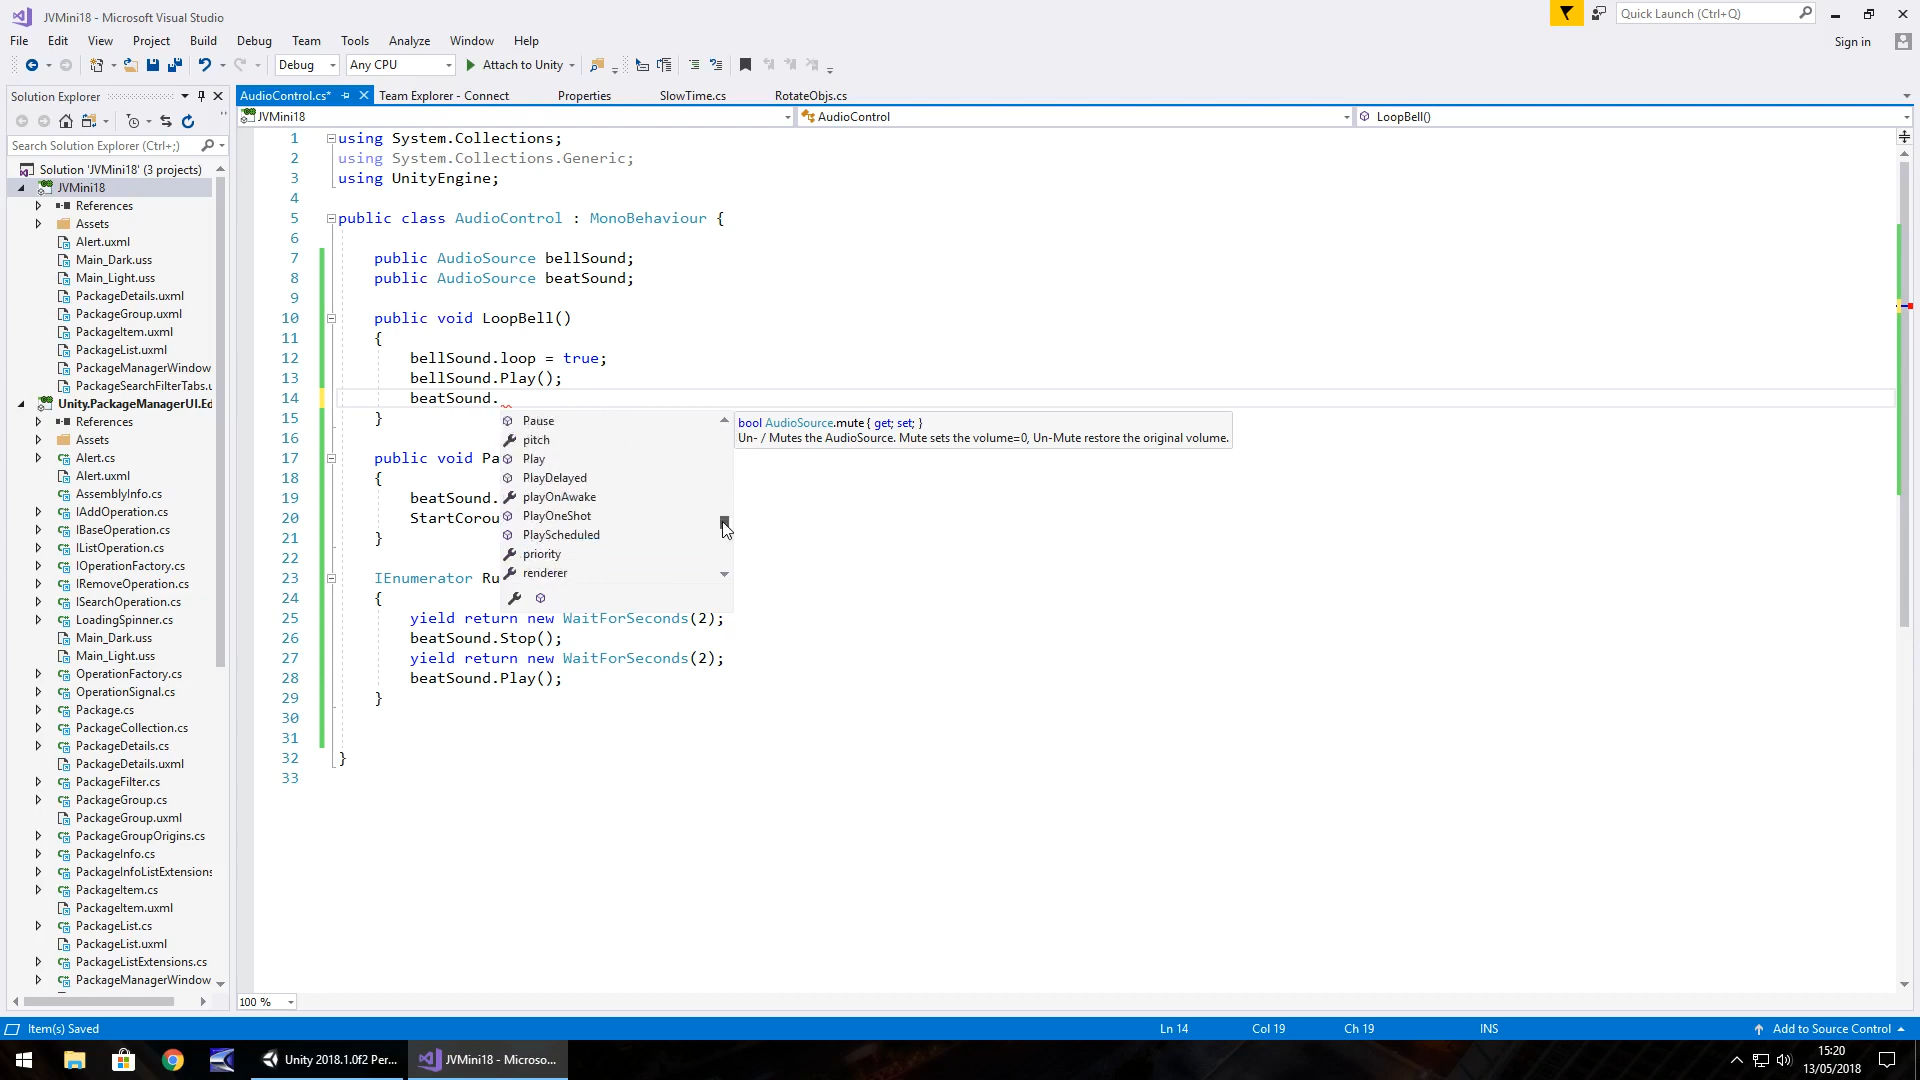 JVMini18 - Microsoft Visual Studio
Quick Launch (Ctrl+Q)
File Edit View Project Build Debug Team Tools Analyze Window Help
Sign in
Debug Any CPU Attach to Unity
Solution Explorer
AudioControl.cs* Team Explorer - Connect Properties SlowTime.cs RotateObjs.cs
JVMini18 AudioControl LoopBell()
Search Solution Explorer (Ctrl+;)
Solution 'JVMini18' (3 projects)
JVMini18
References
Assets
Alert.uxml
Main_Dark.uss
Main_Light.uss
PackageDetails.uxml
PackageGroup.uxml
PackageItem.uxml
PackageList.uxml
PackageManagerWindow
PackageSearchFilterTabs.u
Unity.PackageManagerUI.Ed
References
Assets
Alert.cs
Alert.uxml
AssemblyInfo.cs
IAddOperation.cs
IBaseOperation.cs
IListOperation.cs
IOperationFactory.cs
IRemoveOperation.cs
ISearchOperation.cs
LoadingSpinner.cs
Main_Dark.uss
Main_Light.uss
OperationFactory.cs
OperationSignal.cs
Package.cs
PackageCollection.cs
PackageDetails.cs
PackageDetails.uxml
PackageFilter.cs
PackageGroup.cs
PackageGroup.uxml
PackageGroupOrigins.cs
PackageInfo.cs
PackageInfoListExtensions
PackageItem.cs
PackageItem.uxml
PackageList.cs
PackageList.uxml
PackageListExtensions.cs
PackageManagerWindow
1 using System.Collections;
2 using System.Collections.Generic;
3 using UnityEngine;
4
5 public class AudioControl : MonoBehaviour {
6
7 public AudioSource bellSound;
8 public AudioSource beatSound;
9
10 public void LoopBell()
11 {
12 bellSound.loop = true;
13 bellSound.Play();
14 beatSound.
15 }
16
17 public void Pa
18 {
19 beatSound.
20 StartCorou
21 }
22
23 IEnumerator Ru
24 {
25 yield return new WaitForSeconds(2);
26 beatSound.Stop();
27 yield return new WaitForSeconds(2);
28 beatSound.Play();
29 }
30
31
32 }
33
Pause
pitch
Play
PlayDelayed
playOnAwake
PlayOneShot
PlayScheduled
priority
renderer
bool AudioSource.mute { get; set; }
Un- / Mutes the AudioSource. Mute sets the volume=0, Un-Mute restore the original volume.
100 %
Item(s) Saved Ln 14 Col 19 Ch 19 INS Add to Source Control
Unity 2018.1.0f2 Per... JVMini18 - Microso...
15:20
13/05/2018